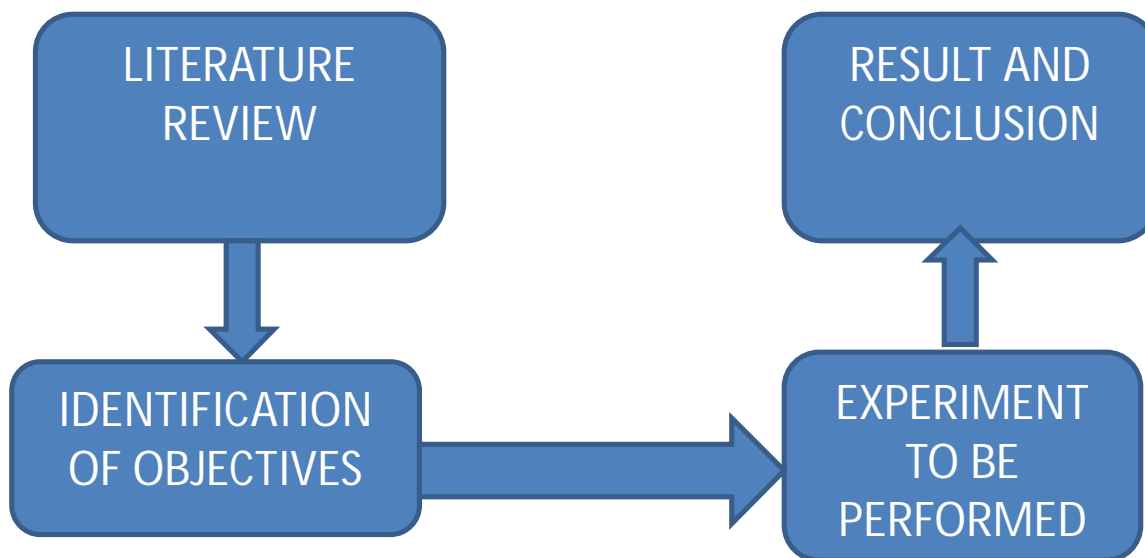 LITERATURE
REVIEW
IDENTIFICATION
OF OBJECTIVES
EXPERIMENT
TO BE
PERFORMED
RESULT AND
CONCLUSION